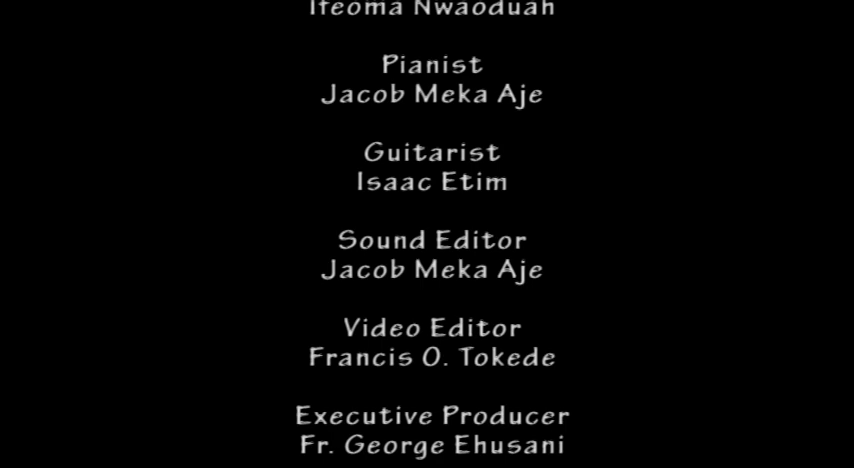 Ifeoma Nwaoduah
Pianist
Jacob Meka Aje
Guitarist
Isaac Etim
Sound Editor
Jacob Meka Aje
Video Editor
Francis O. Tokede
Executive Producer
Fr. George Ehusani